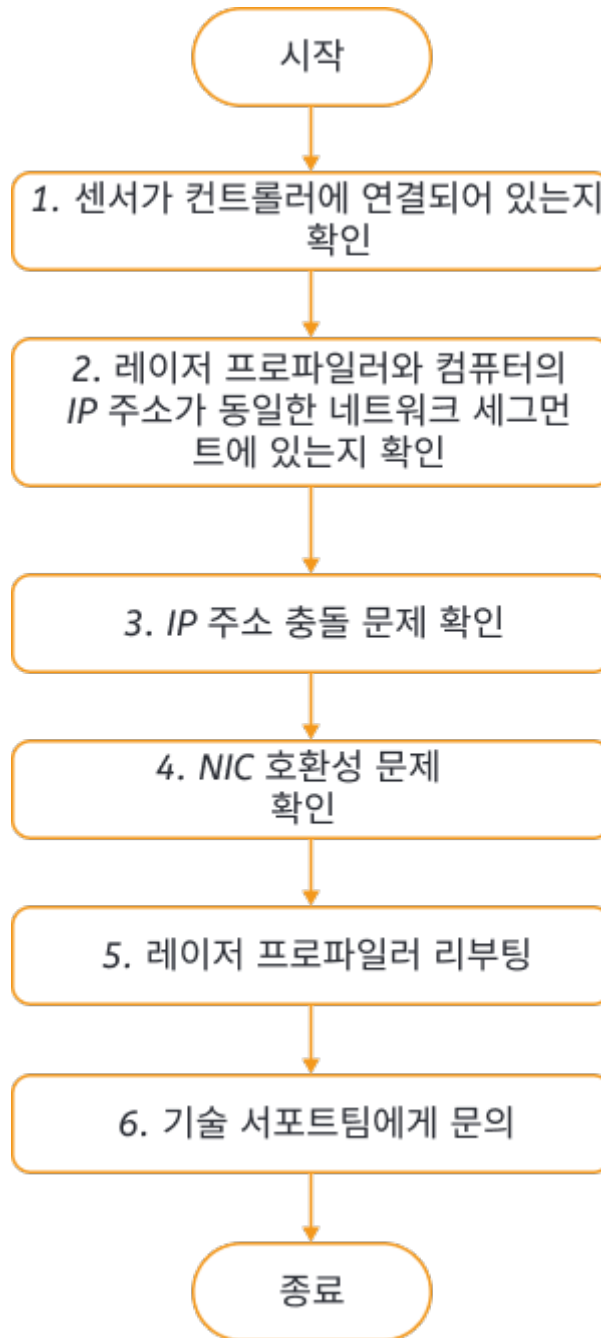 시작
1. 센서가 컨트롤러에 연결되어 있는지
확인
2. 레이저 프로파일러와 컴퓨터의
IP 주소가 동일한 네트워크 세그먼
트에 있는지 확인
3. IP 주소 충돌 문제 확인
4. NIC 호환성 문제
확인
5. 레이저 프로파일러 리부팅
6. 기술 서포트팀에게 문의
종료